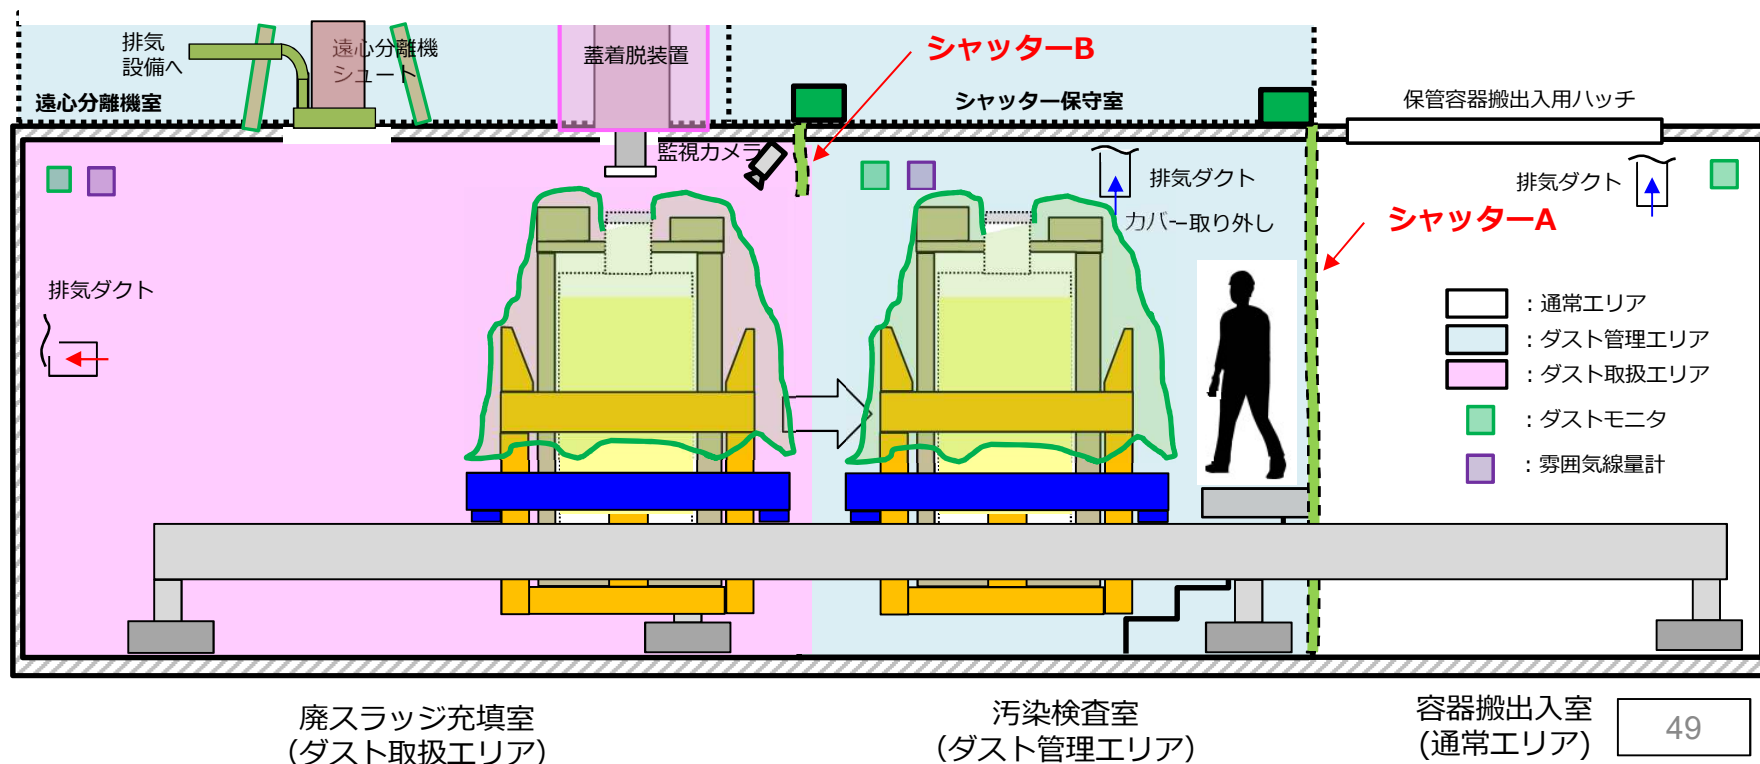 排気
設備へ
遠心分離機
シュート
遠心分離機室
蓋着脱装置
シャッターB
シャッター保守室
保管容器搬出入用ハッチ
監視カメラ
排気ダクト
カバー取り外し
排気ダクト
シャッターA
排気ダクト
：通常エリア
：ダスト管理エリア
：ダスト取扱エリア
：ダストモニタ
：雰囲気線量計
廃スラッジ充填室
（ダスト取扱エリア）
汚染検査室
（ダスト管理エリア）
容器搬出入室
(通常エリア)
49